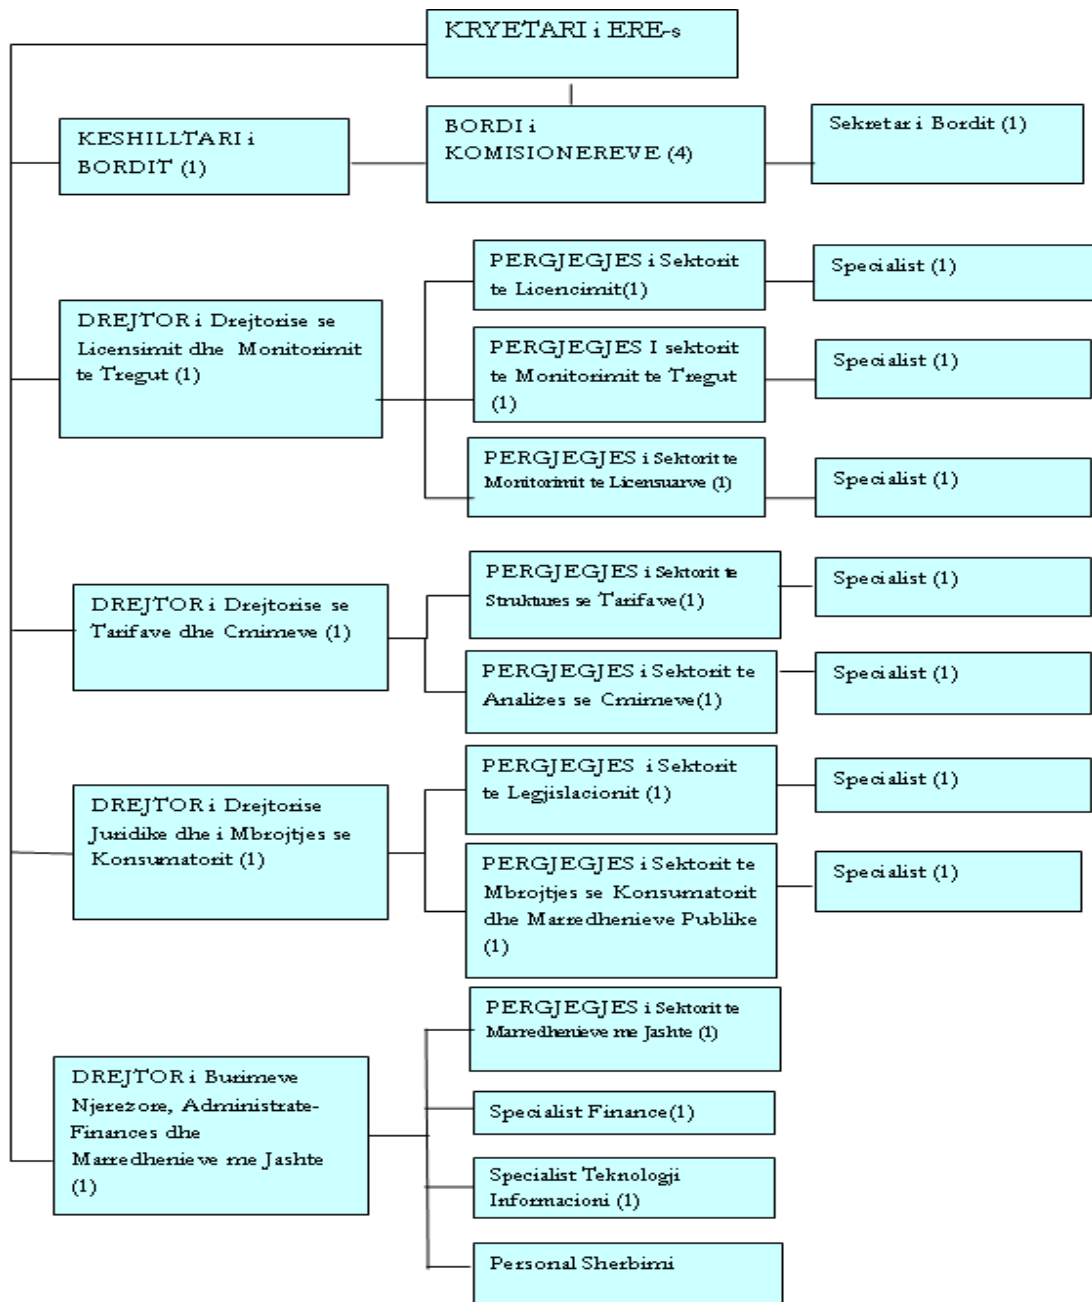 KRYETARI i ERE-s
KESHILLTARI i
BORDIT (1)
BORDI i
KOMISIONEREVE (4)
Sekretar i Bordit (1)
DREJTOR i Drejtorise se
Licensimit dhe Monitorimit
te Tregut (1)
PERGJEGJES i Sektorit
te Licencimit(1)
Specialist (1)
PERGJEGJES I sektorit
te Monitorimit te Tregut
(1)
Specialist (1)
PERGJEGJES i Sektorit te
Monitorimit te Licensuarve (1)
Specialist (1)
DREJTOR i Drejtorise se
Tarifave dhe Cmimeve (1)
PERGJEGJES i Sektorit te
Struktures se Tarifave(1)
Specialist (1)
PERGJEGJES i Sektorit te
Analizes se Cmimeve(1)
Specialist (1)
DREJTOR i Drejtorise
Juridike dhe i Mbrojtjes se
Konsumatorit (1)
PERGJEGJES i Sektorit
te Legjislacionit (1)
Specialist (1)
PERGJEGJES i Sektorit te
Mbrojtjes se Konsumatorit
dhe Marredhenieve Publike
(1)
Specialist (1)
DREJTOR i Burimeve
Njerezore, Administrate-
Finances dhe
Marredhenieve me Jashte
(1)
PERGJEGJES i Sektorit te
Marredhenieve me Jashte (1)
Specialist Finance(1)
Specialist Teknologji
Informacioni (1)
Personal Sherbimi